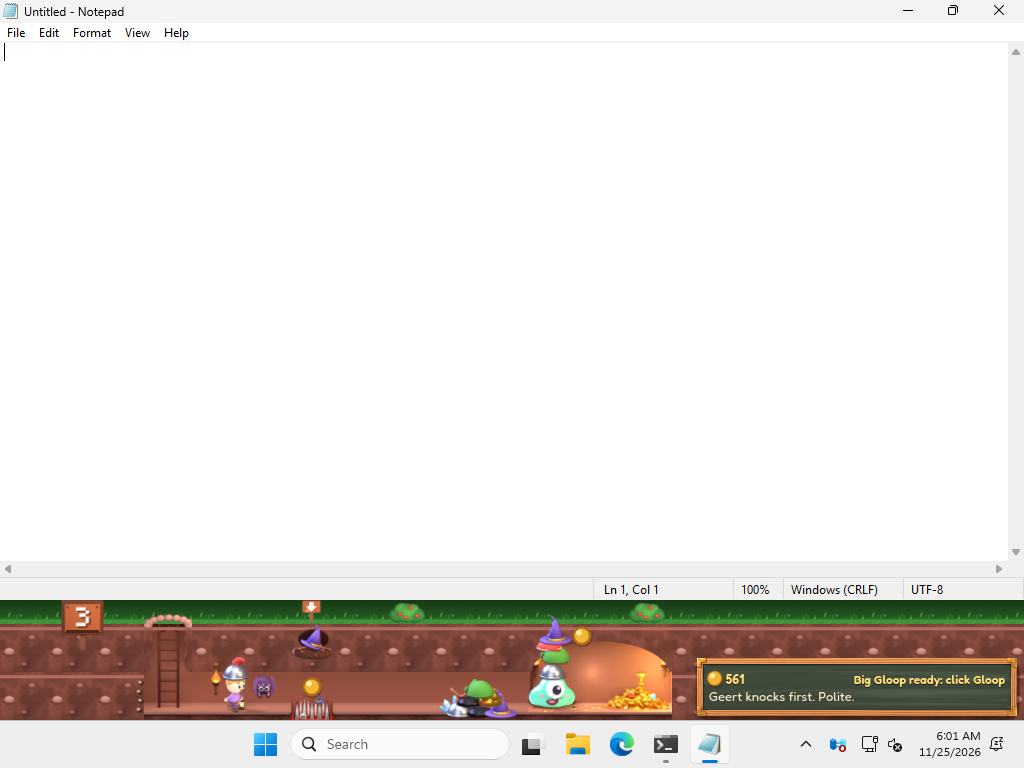 Untitled - Notepad
File Edit Format View Help
Ln 1, Col 1 100% Windows (CRLF) UTF-8
3
561 Big Gloop ready: click Gloop
Geert knocks first. Polite.
Search
6:01 AM
11/25/2026